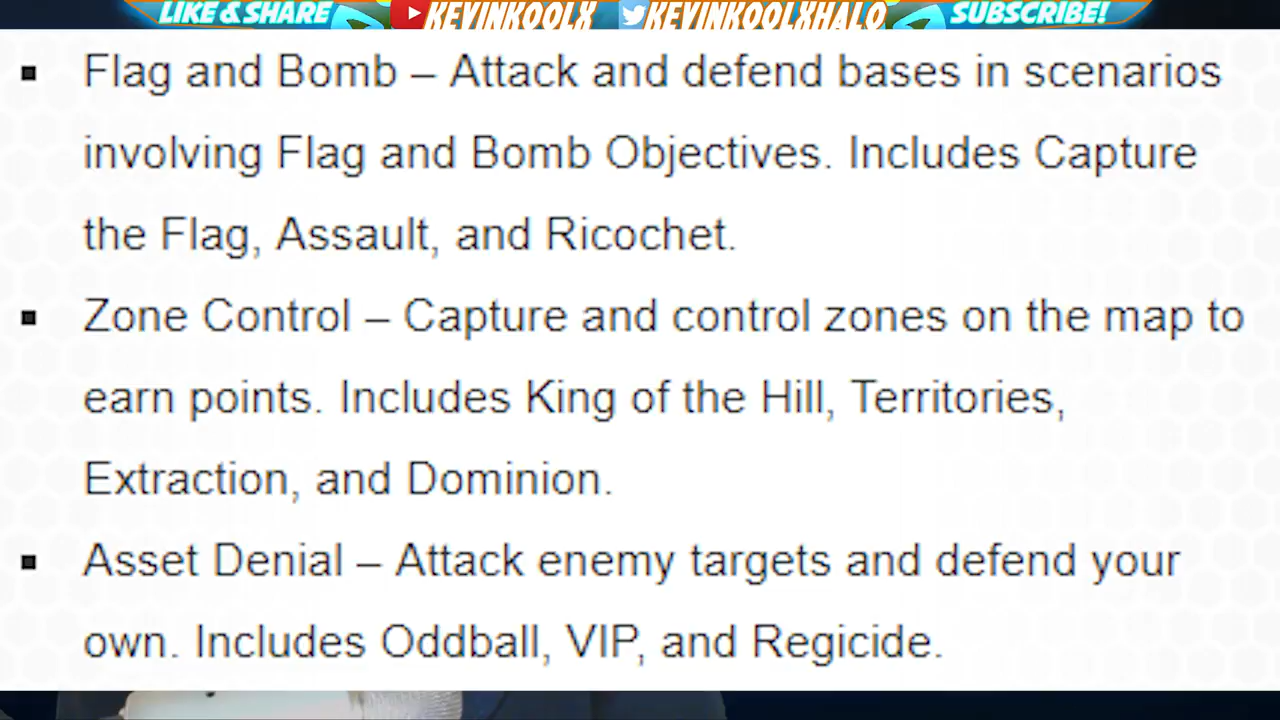 LIKE & SHARE KEVINKOOLX KEVINKOOLXHALO SUBSCRIBE!
▪ Flag and Bomb – Attack and defend bases in scenarios
involving Flag and Bomb Objectives. Includes Capture
the Flag, Assault, and Ricochet.
▪ Zone Control – Capture and control zones on the map to
earn points. Includes King of the Hill, Territories,
Extraction, and Dominion.
▪ Asset Denial – Attack enemy targets and defend your
own. Includes Oddball, VIP, and Regicide.